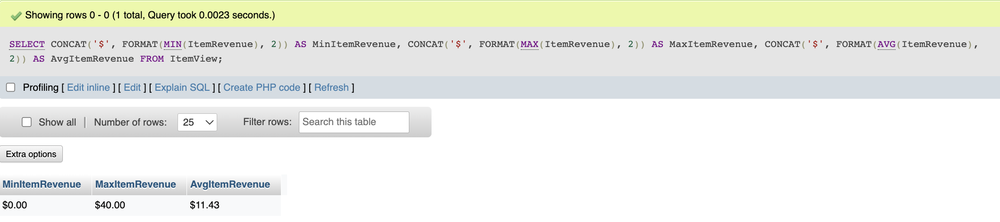 Showing rows 0 - 0 (1 total, Query took 0.0023 seconds.)
SELECT CONCAT('$', FORMAT(MIN(ItemRevenue), 2)) AS MinItemRevenue, CONCAT('$', FORMAT(MAX(ItemRevenue), 2)) AS MaxItemRevenue, CONCAT('$', FORMAT(AVG(ItemRevenue),
2)) AS AvgItemRevenue FROM ItemView;
Profiling [ Edit inline ] [ Edit ] [ Explain SQL ] [ Create PHP code ] [ Refresh ]
Show all | Number of rows: 25 Filter rows: Search this table
Extra options
MinItemRevenue MaxItemRevenue AvgItemRevenue
$0.00 $40.00 $11.43